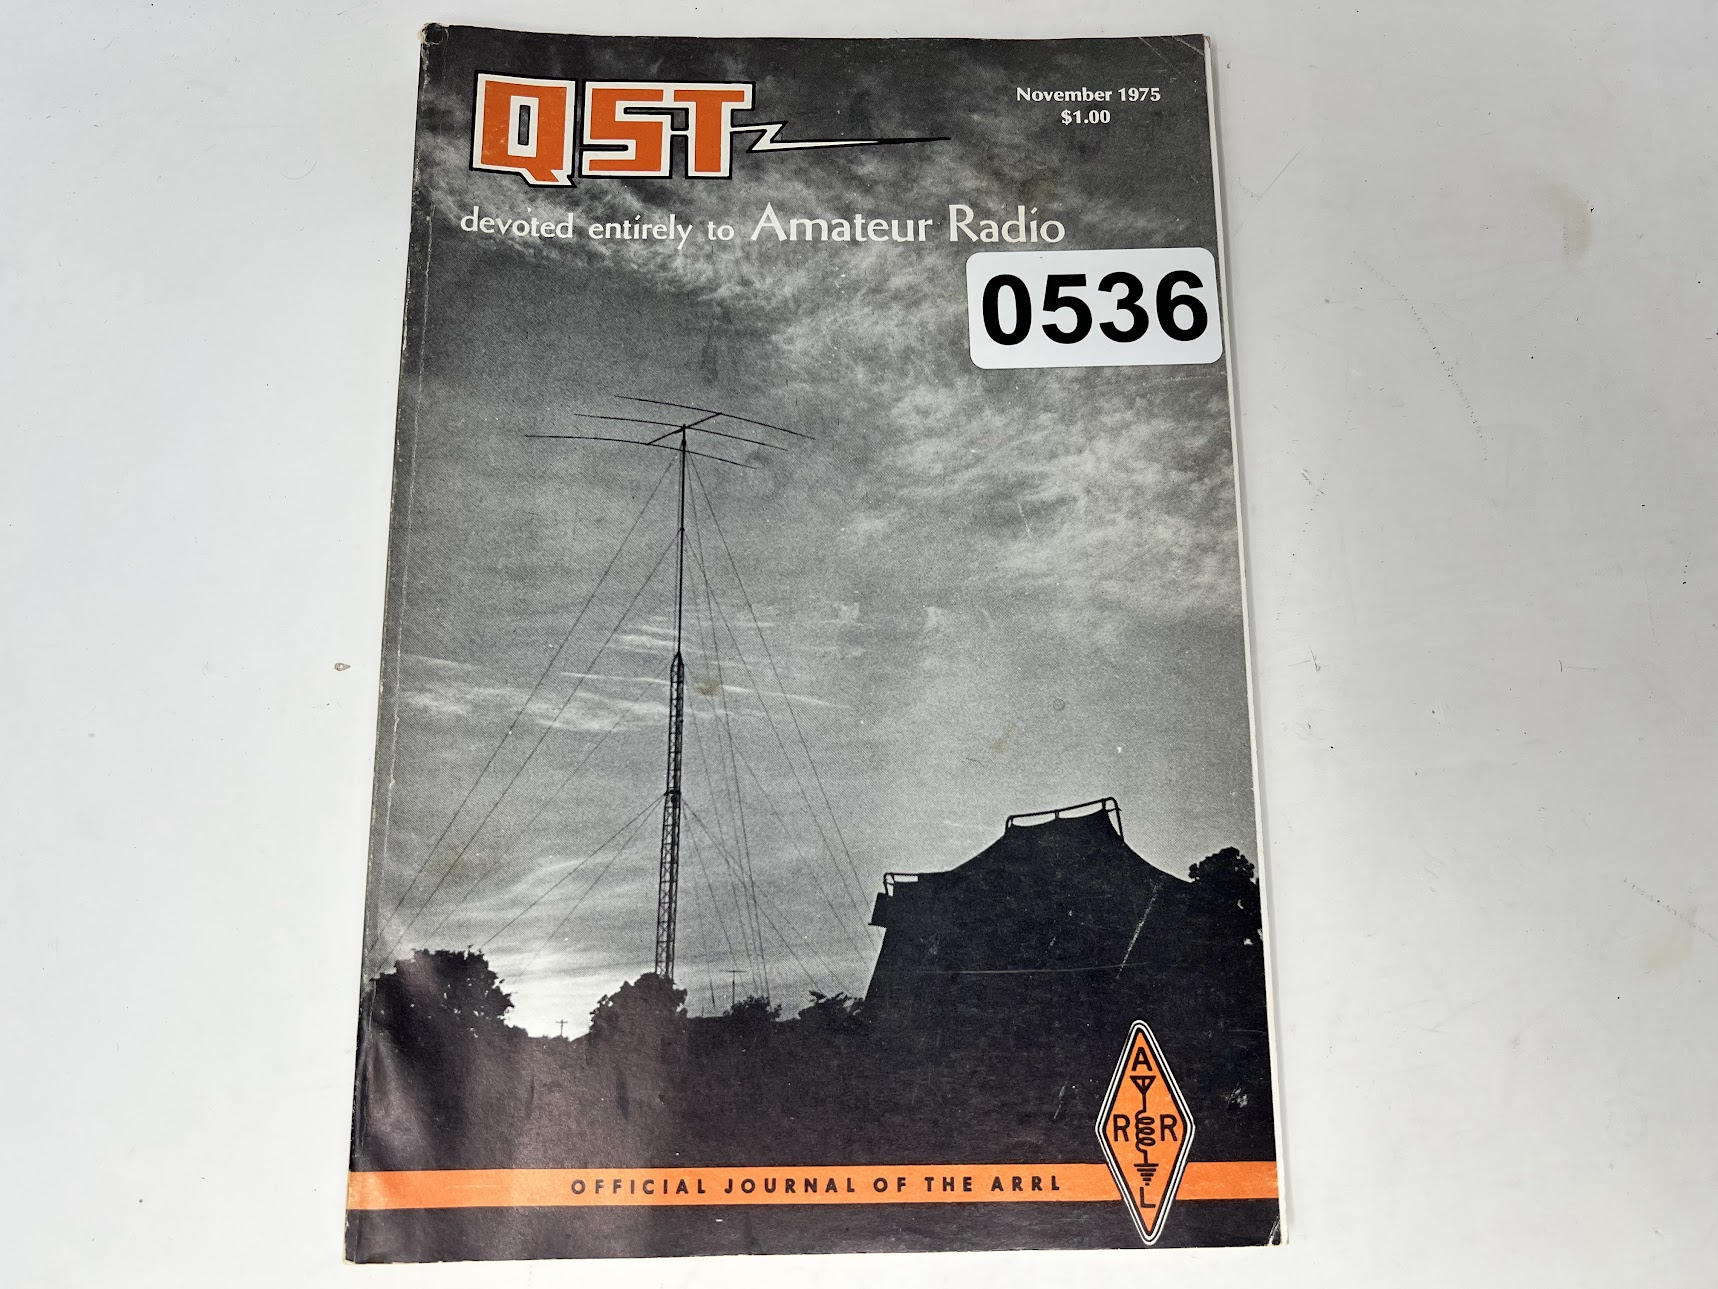 QST
November 1975
$1.00
devoted entirely to Amateur Radio
0536
A
R R
L
OFFICIAL JOURNAL OF THE ARRL